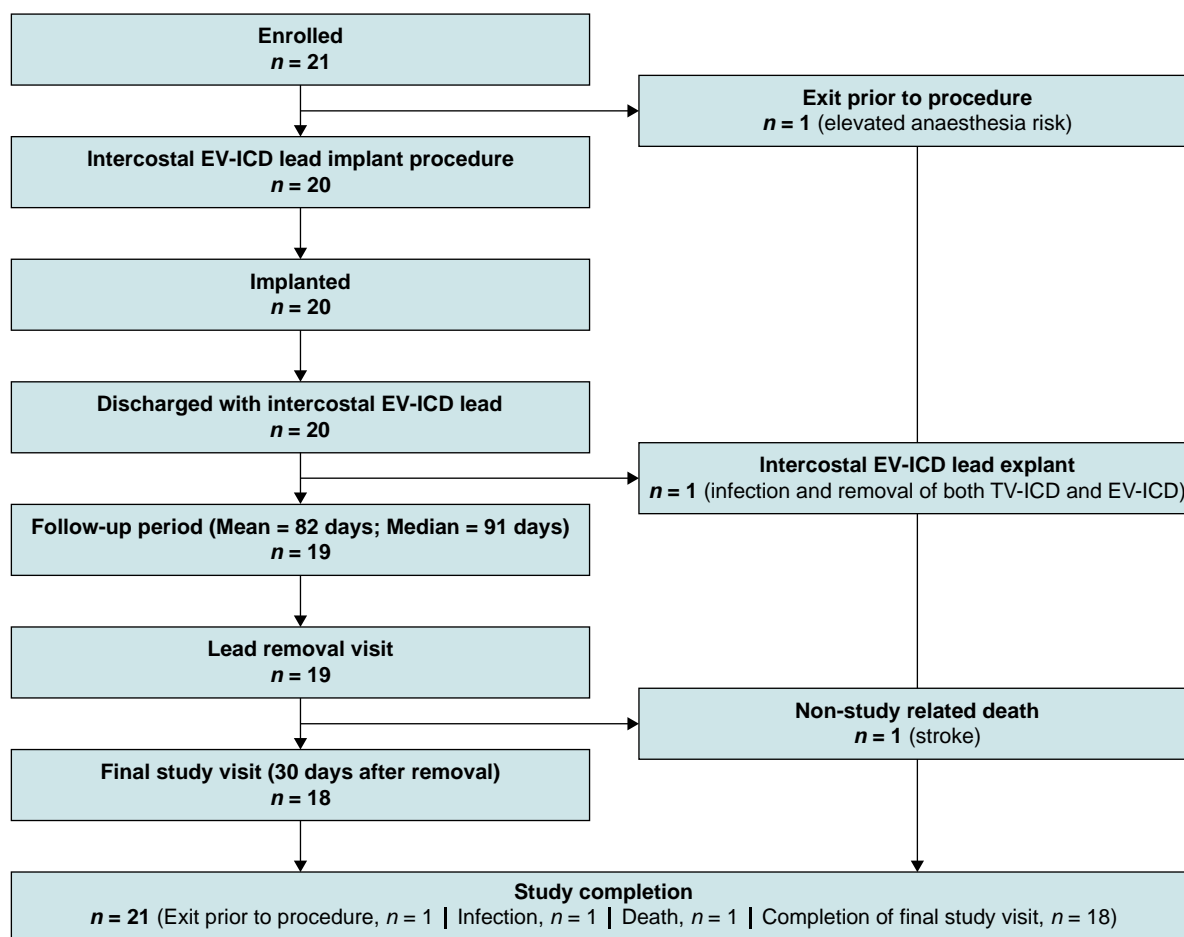 Enrolled
n = 21
Exit prior to procedure
n = 1 (elevated anaesthesia risk)
Intercostal EV-ICD lead implant procedure
n = 20
Implanted
n = 20
Discharged with intercostal EV-ICD lead
n = 20
Intercostal EV-ICD lead explant
n = 1 (infection and removal of both TV-ICD and EV-ICD)
Follow-up period (Mean = 82 days; Median = 91 days)
n = 19
Lead removal visit
n = 19
Non-study related death
n = 1 (stroke)
Final study visit (30 days after removal)
n = 18
Study completion
n = 21 (Exit prior to procedure, n = 1 | Infection, n = 1 | Death, n = 1 | Completion of final study visit, n = 18)